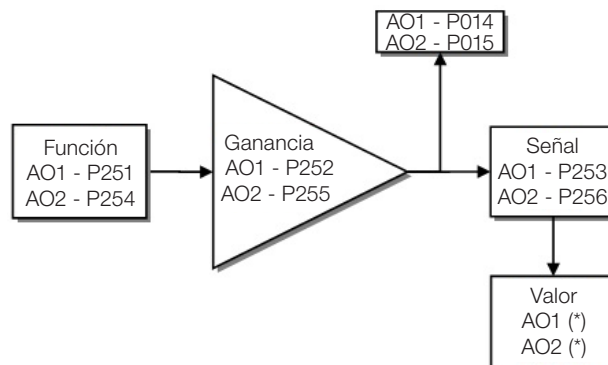 AO1 - P014
AO2 - P015
Función
AO1 - P251
AO2 - P254
Ganancia
AO1 - P252
AO2 - P255
Señal
AO1 - P253
AO2 - P256
Valor
AO1 (*)
AO2 (*)